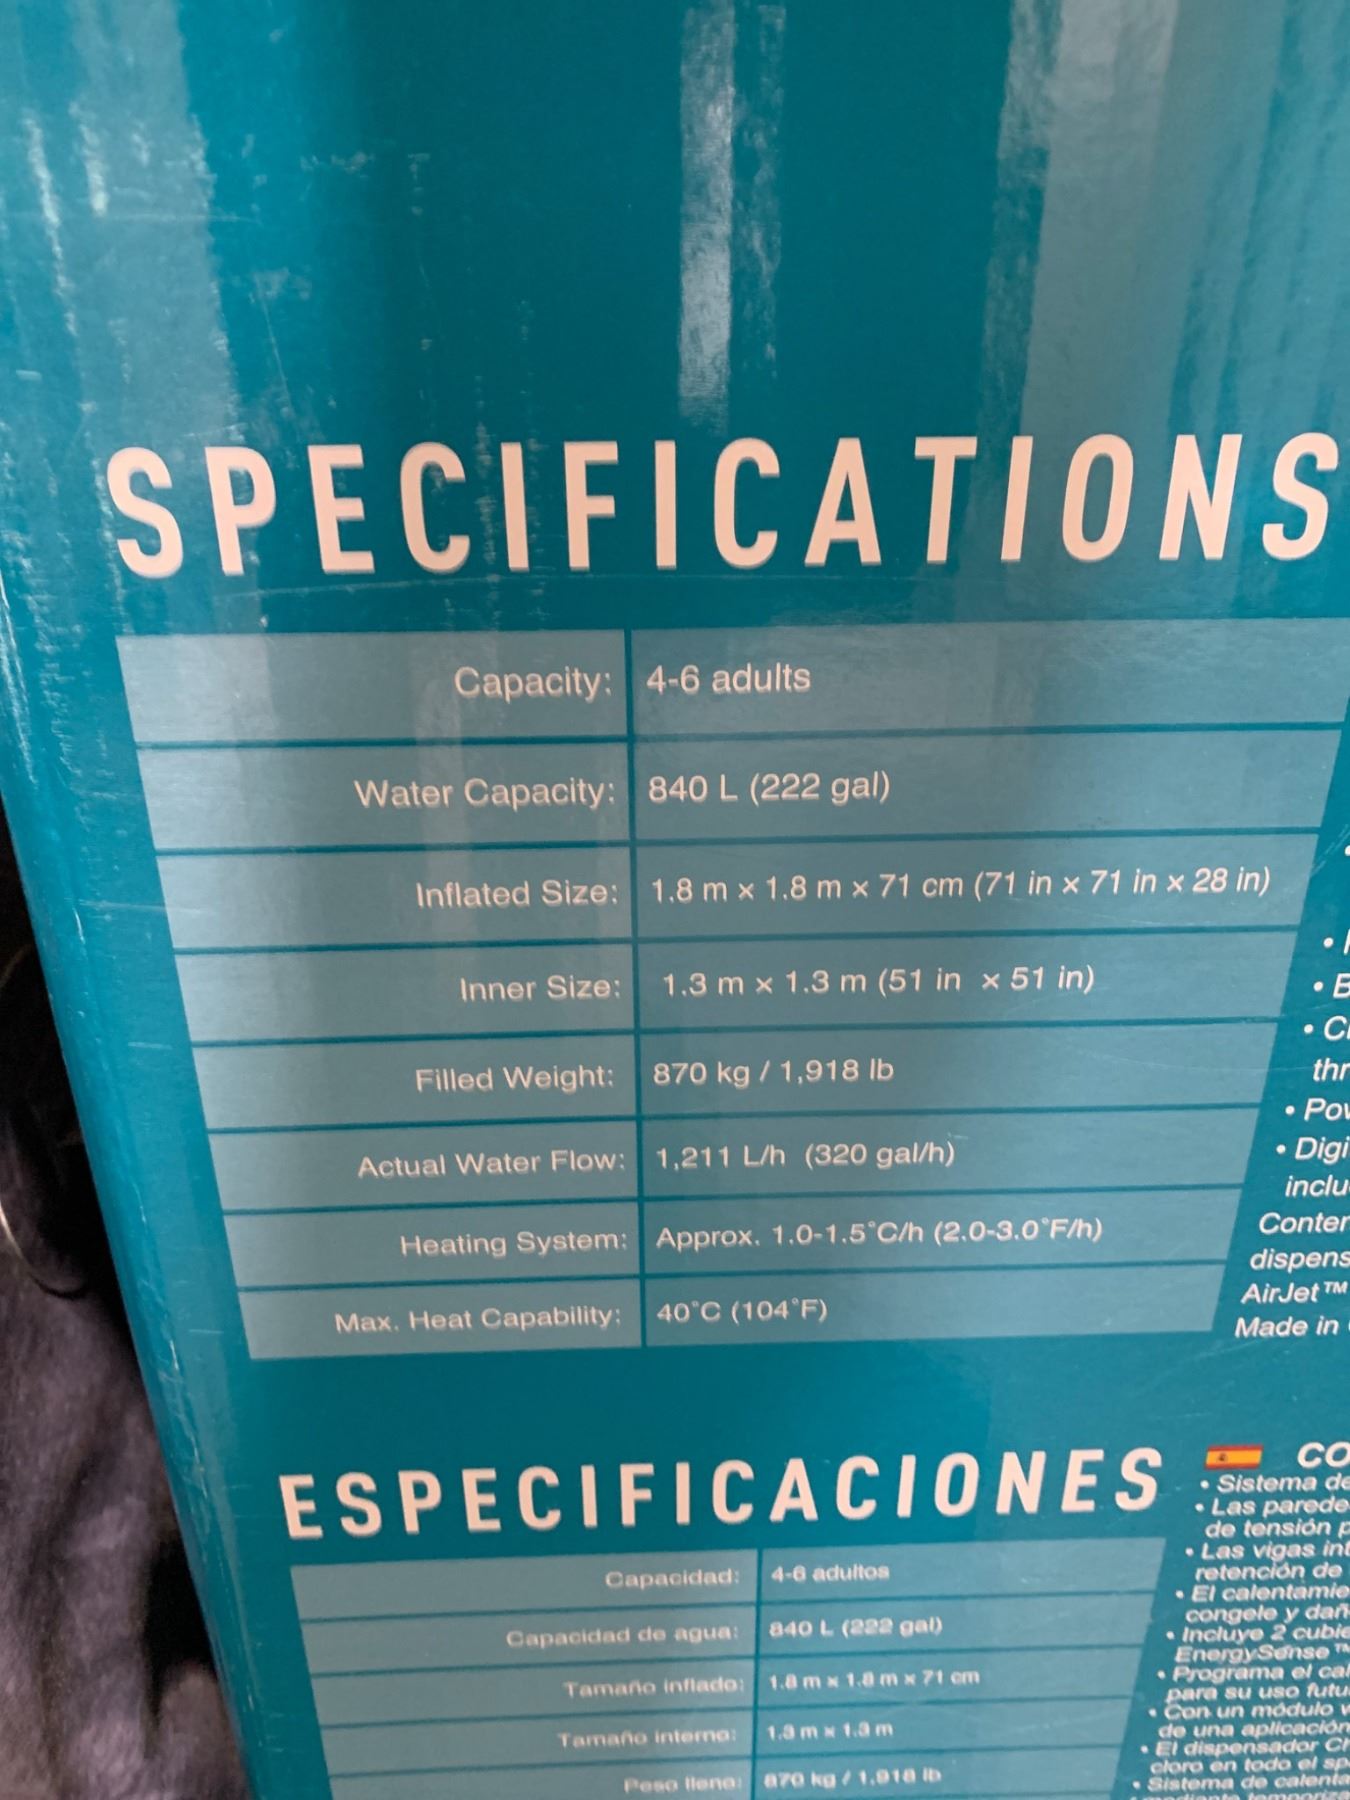 SPECIFICATIONS
Capacity: 4-6 adults
Water Capacity: 840 L (222 gal)
Inflated Size: 1.8 m x 1.8 m x 71 cm (71 in x 71 in x 28 in)
Inner Size: 1.3 m x 1.3 m (51 in x 51 in)
Filled Weight: 870 kg / 1,918 lb
Actual Water Flow: 1,211 L/h (320 gal/h)
Heating System: Approx. 1.0-1.5°C/h (2.0-3.0°F/h)
Max. Heat Capability: 40°C (104°F)
• Digi
inclu
Conter
dispens
AirJet™
Made in
ESPECIFICACIONES
Capacidad: 4-6 adultos
Capacidad de agua: 840 L (222 gal)
Tamaño inflado: 1.8 m x 1.8 m x 71 cm
Tamaño interno: 1.3 m x 1.3 m
Peso lleno: 870 kg / 1,918 lb
CO
• Sistema de
• Las parede
de tensión p
• Las vigas int
retención de
• El calentamie
congele y dañ
• Incluye 2 cubie
EnergySense™
• Programa el cal
para su uso futu
• Con un módulo
de una aplicación
• El dispensador Ch
cloro en todo el sp
• Sistema de calenta